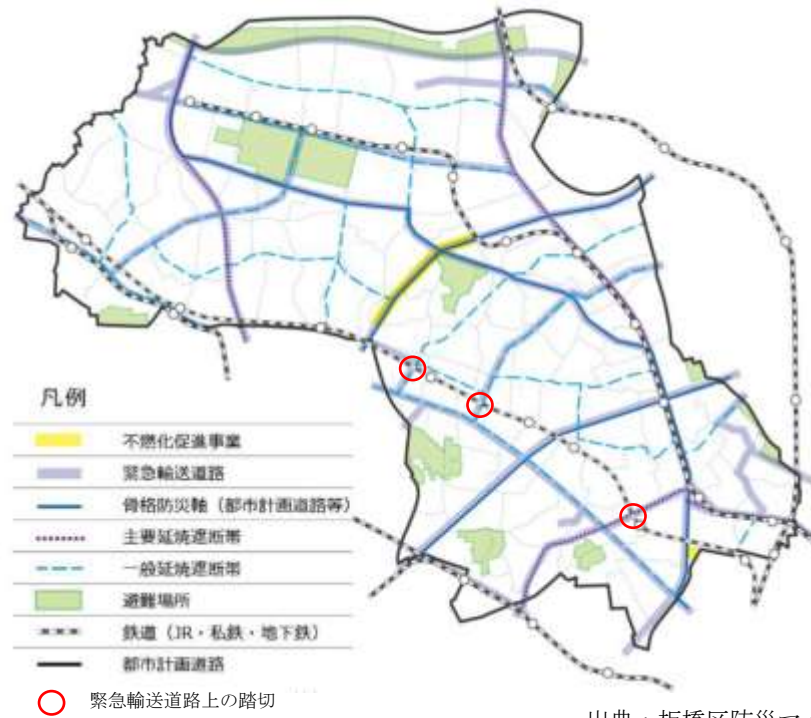 凡例
不燃化促進事業
緊急輸送道路
骨格防災軸（都市計画道路等）
主要延焼遮断帯
一般延焼遮断帯
避難場所
鉄道（JR・私鉄・地下鉄）
都市計画道路
緊急輸送道路上の踏切
出典・板橋区防災マ